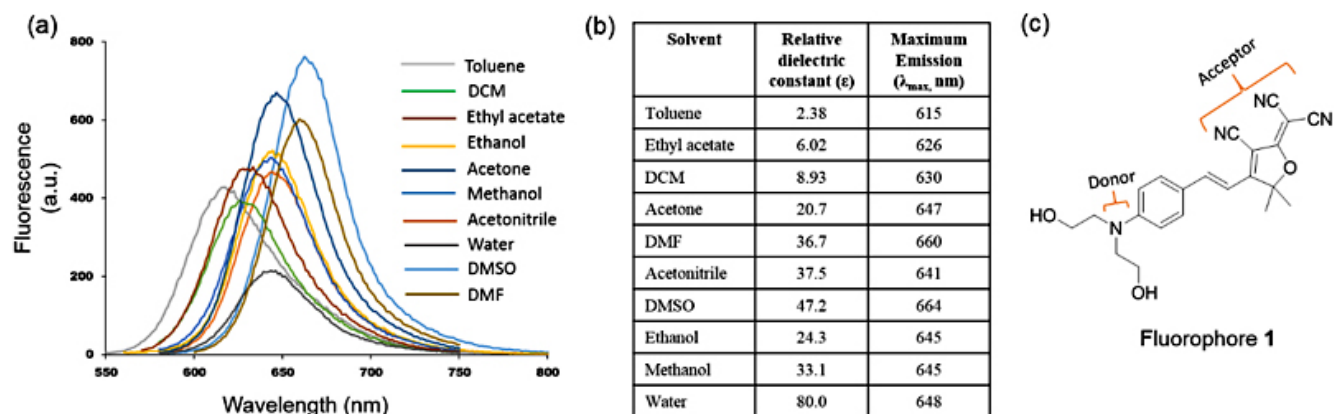 (a)
800
600
400
200
0
550
600
650
700
750
800
Fluorescence
(a.u.)
Wavelength (nm)
Toluene
DCM
Ethyl acetate
Ethanol
Acetone
Methanol
Acetonitrile
Water
DMSO
DMF
(b)
Solvent Relative dielectric constant (ε) Maximum Emission (λmax, nm)
Toluene 2.38 615
Ethyl acetate 6.02 626
DCM 8.93 630
Acetone 20.7 647
DMF 36.7 660
Acetonitrile 37.5 641
DMSO 47.2 664
Ethanol 24.3 645
Methanol 33.1 645
Water 80.0 648
(c)
Acceptor
NC
CN
NC
O
Donor
HO
N
OH
Fluorophore 1